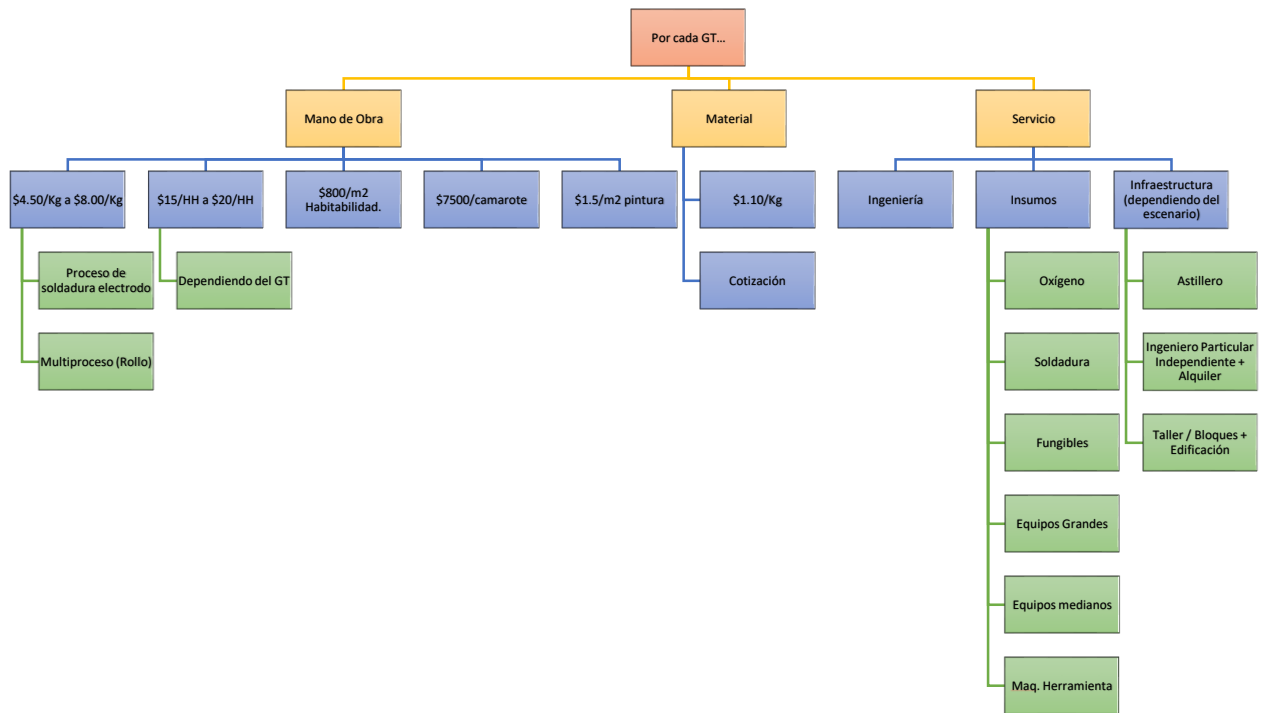 Por cada GT…
Mano de Obra
Material
Servicio
$4.50/Kg a $8.00/Kg
$15/HH a $20/HH
$800/m2
Habitabilidad.
$7500/camarote
$1.5/m2 pintura
$1.10/Kg
Ingeniería
Insumos
Infraestructura
(dependiendo del
escenario)
Proceso de
soldadura electrodo
Dependiendo del GT
Cotización
Oxígeno
Astillero
Multiproceso (Rollo)
Soldadura
Ingeniero Particular
Independiente +
Alquiler
Fungibles
Taller / Bloques +
Edificación
Equipos Grandes
Equipos medianos
Maq. Herramienta